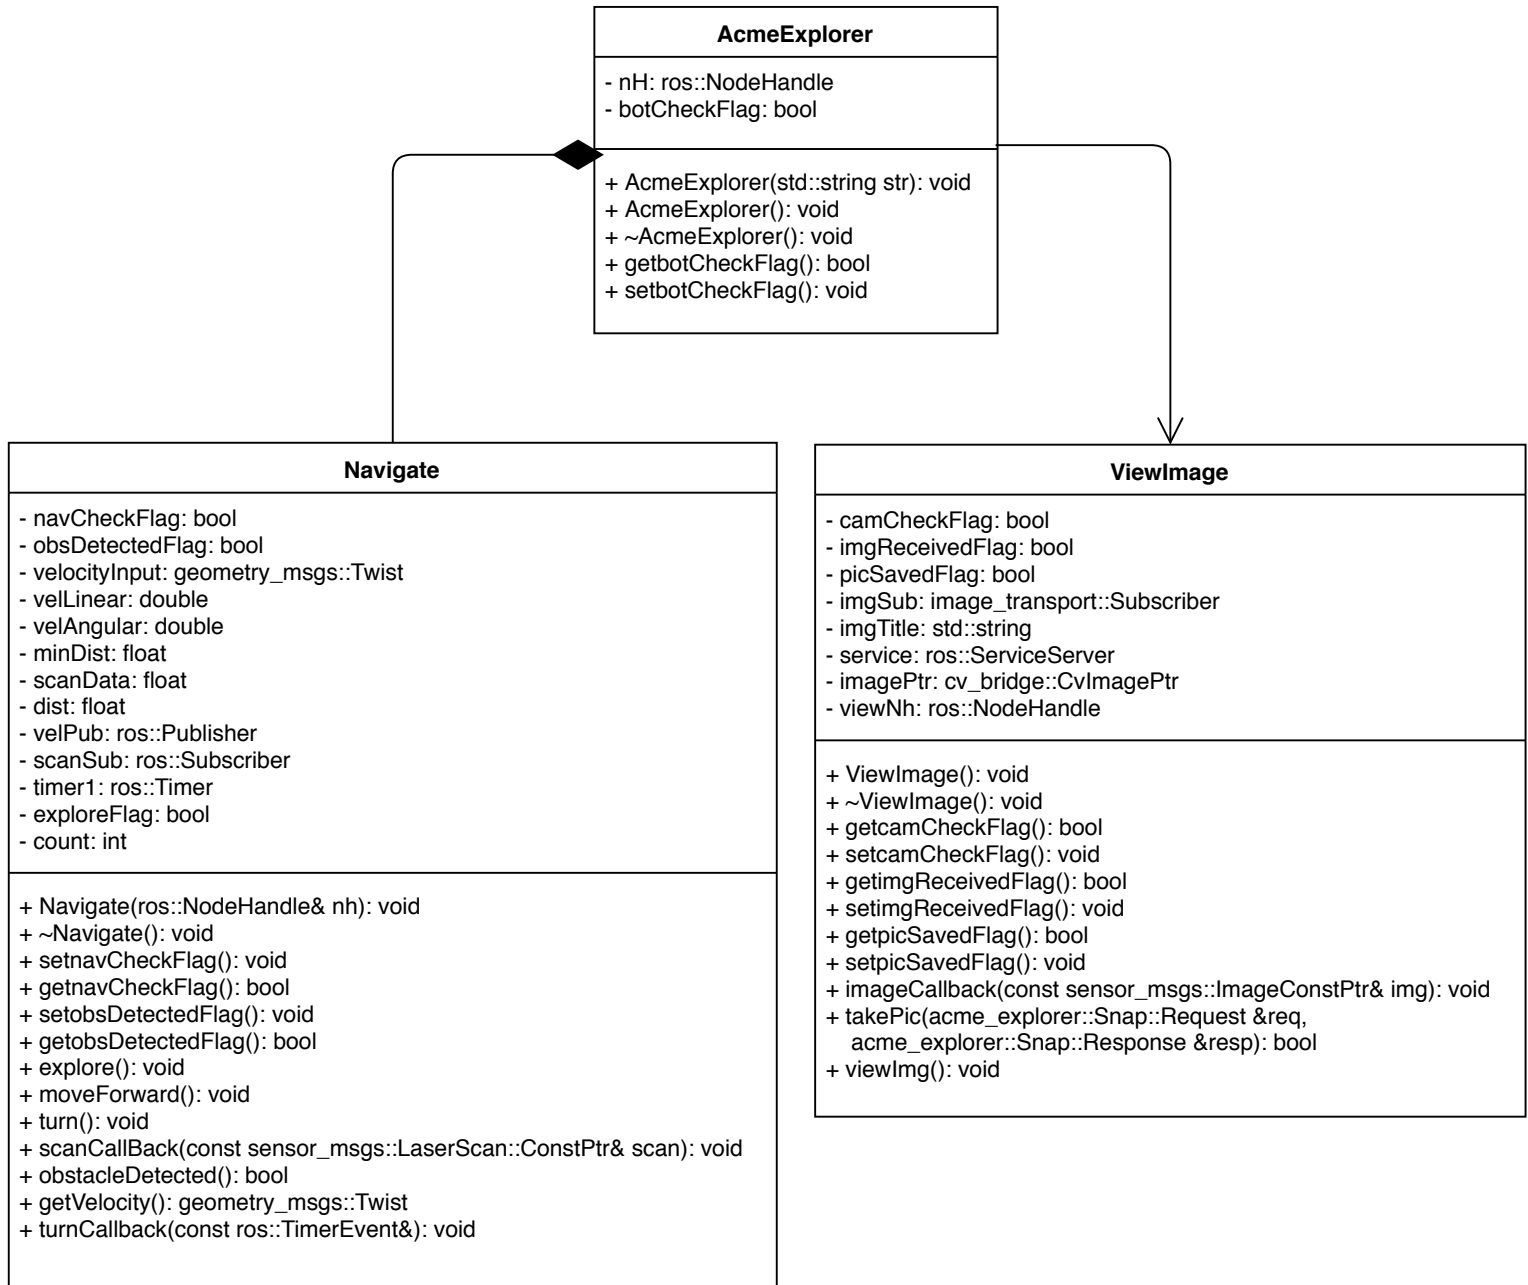 AcmeExplorer
- nH: ros::NodeHandle
- botCheckFlag: bool
+ AcmeExplorer(std::string str): void
+ AcmeExplorer(): void
+ ~AcmeExplorer(): void
+ getbotCheckFlag(): bool
+ setbotCheckFlag(): void
Navigate
- navCheckFlag: bool
- obsDetectedFlag: bool
- velocityInput: geometry_msgs::Twist
- velLinear: double
- velAngular: double
- minDist: float
- scanData: float
- dist: float
- velPub: ros::Publisher
- scanSub: ros::Subscriber
- timer1: ros::Timer
- exploreFlag: bool
- count: int
+ Navigate(ros::NodeHandle& nh): void
+ ~Navigate(): void
+ setnavCheckFlag(): void
+ getnavCheckFlag(): bool
+ setobsDetectedFlag(): void
+ getobsDetectedFlag(): bool
+ explore(): void
+ moveForward(): void
+ turn(): void
+ scanCallBack(const sensor_msgs::LaserScan::ConstPtr& scan): void
+ obstacleDetected(): bool
+ getVelocity(): geometry_msgs::Twist
+ turnCallback(const ros::TimerEvent&): void
ViewImage
- camCheckFlag: bool
- imgReceivedFlag: bool
- picSavedFlag: bool
- imgSub: image_transport::Subscriber
- imgTitle: std::string
- service: ros::ServiceServer
- imagePtr: cv_bridge::CvImagePtr
- viewNh: ros::NodeHandle
+ ViewImage(): void
+ ~ViewImage(): void
+ getcamCheckFlag(): bool
+ setcamCheckFlag(): void
+ getimgReceivedFlag(): bool
+ setimgReceivedFlag(): void
+ getpicSavedFlag(): bool
+ setpicSavedFlag(): void
+ imageCallback(const sensor_msgs::ImageConstPtr& img): void
+ takePic(acme_explorer::Snap::Request &req,
acme_explorer::Snap::Response &resp): bool
+ viewImg(): void